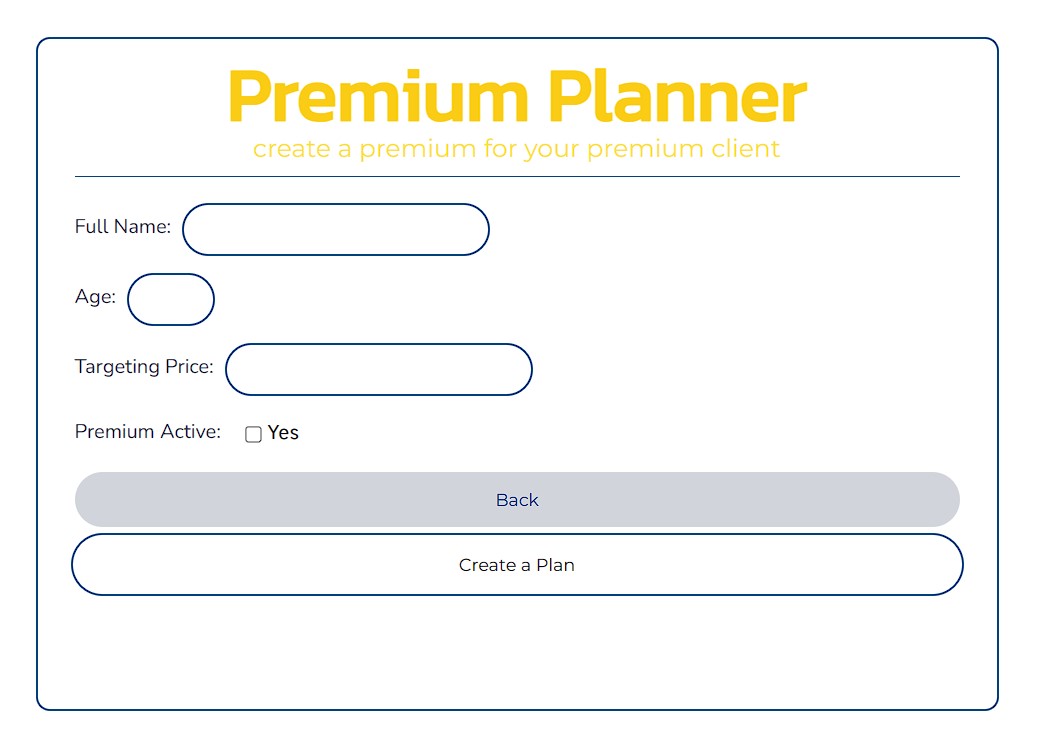 Premium Planner
create a premium for your premium client
Full Name:
Age:
Targeting Price:
Premium Active: Yes
Back
Create a Plan